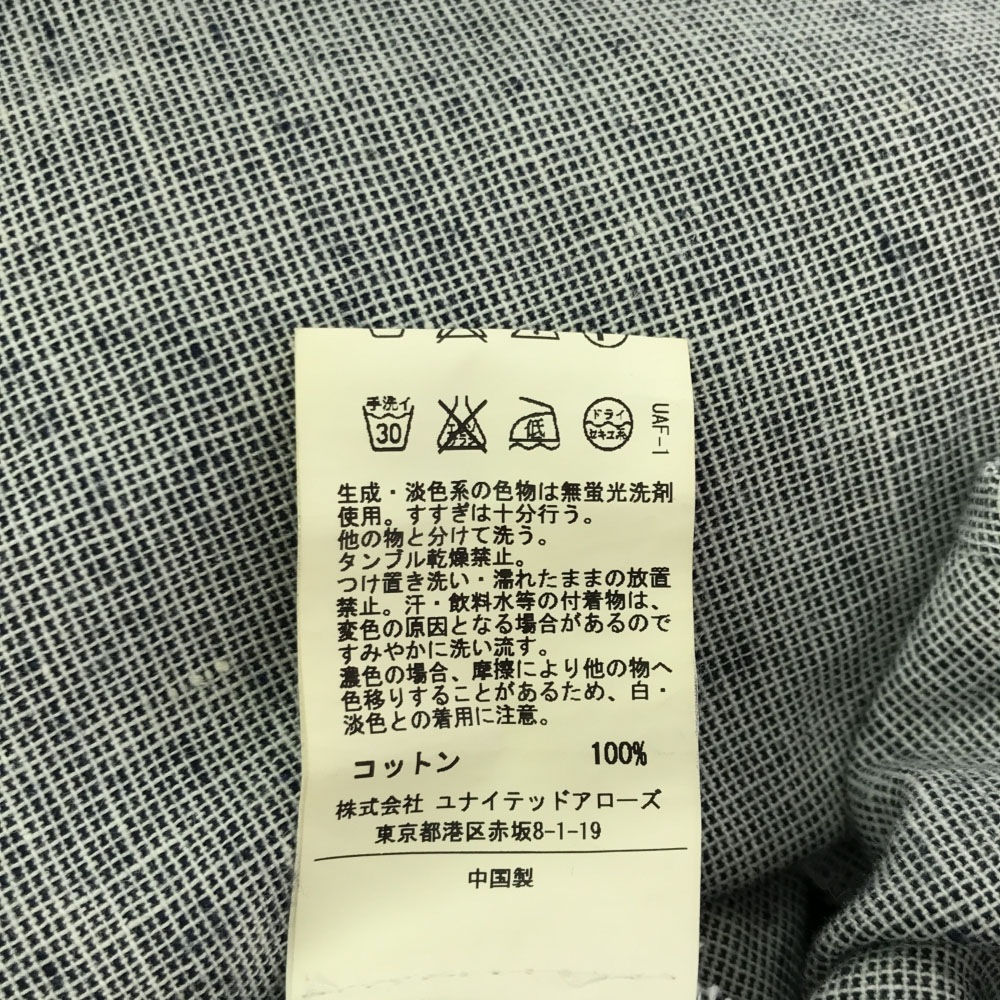 手洗イ
30
エンソ
サラシ
低
ドライ
セキユ系
UAF-1
生成・淡色系の色物は無蛍光洗剤
使用。すすぎは十分行う。
他の物と分けて洗う。
タンブル乾燥禁止。
つけ置き洗い・濡れたままの放置
禁止。汗・飲料水等の付着物は、
変色の原因となる場合があるので
すみやかに洗い流す。
濃色の場合、摩擦により他の物へ
色移りすることがあるため、白・
淡色との着用に注意。
コットン 100%
株式会社 ユナイテッドアローズ
東京都港区赤坂8-1-19
中国製